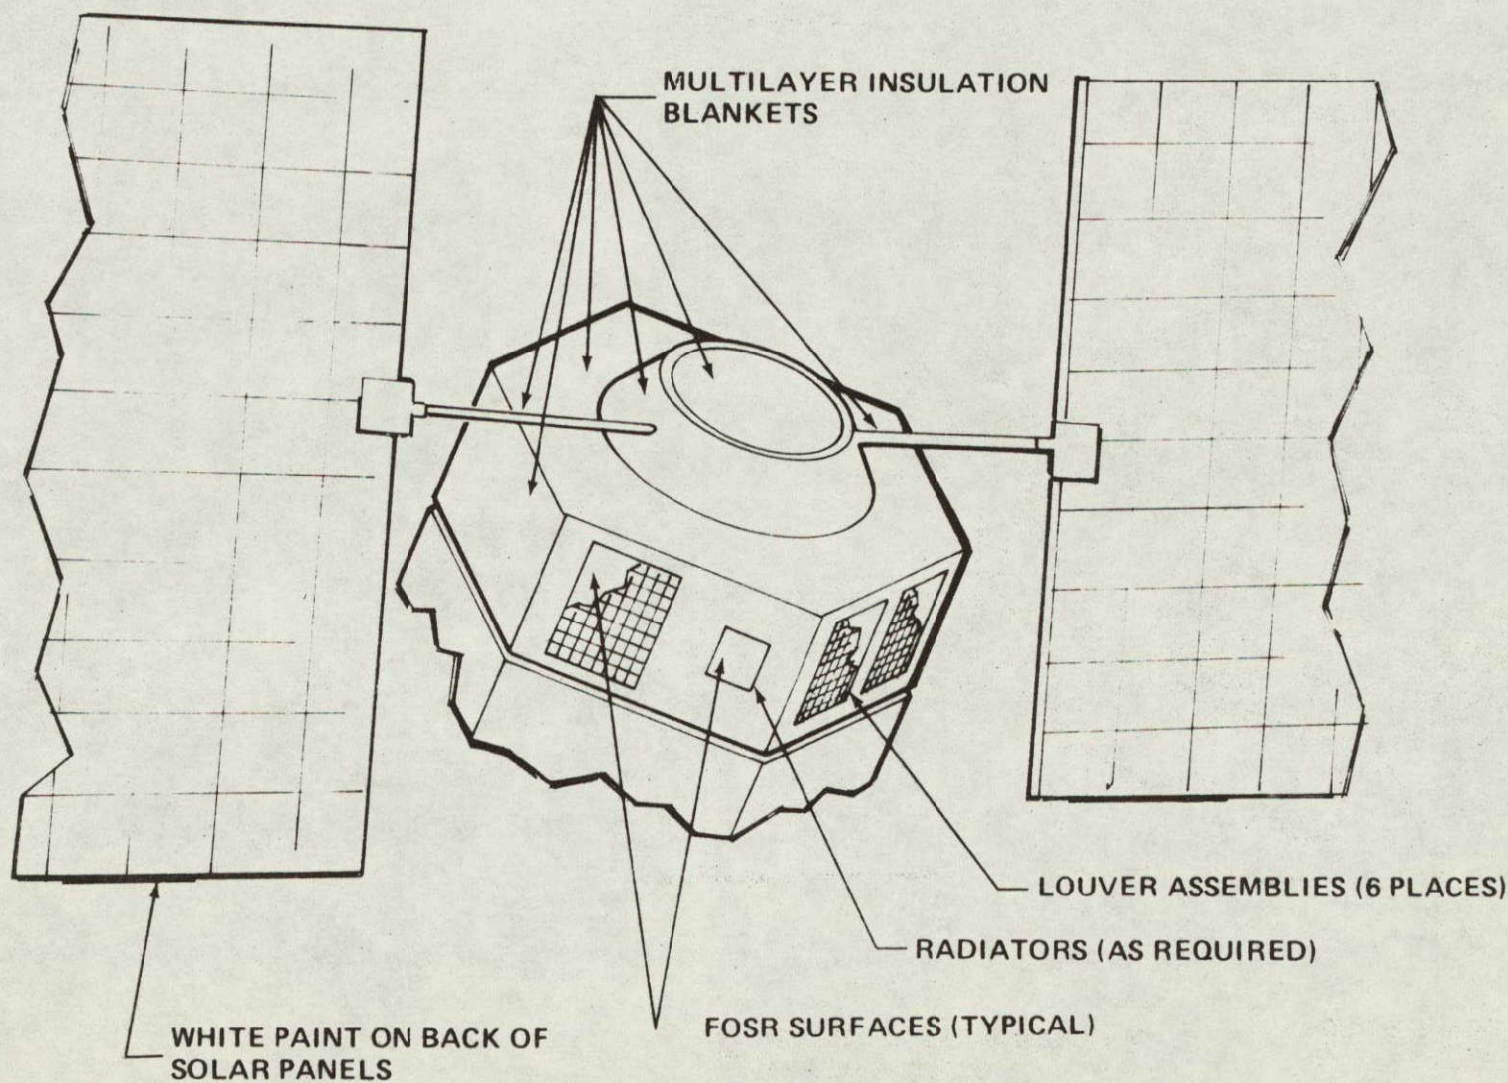 MULTILAYER INSULATION
BLANKETS
LOUVER ASSEMBLIES (6 PLACES)
RADIATORS (AS REQUIRED)
FOSR SURFACES (TYPICAL)
WHITE PAINT ON BACK OF
SOLAR PANELS